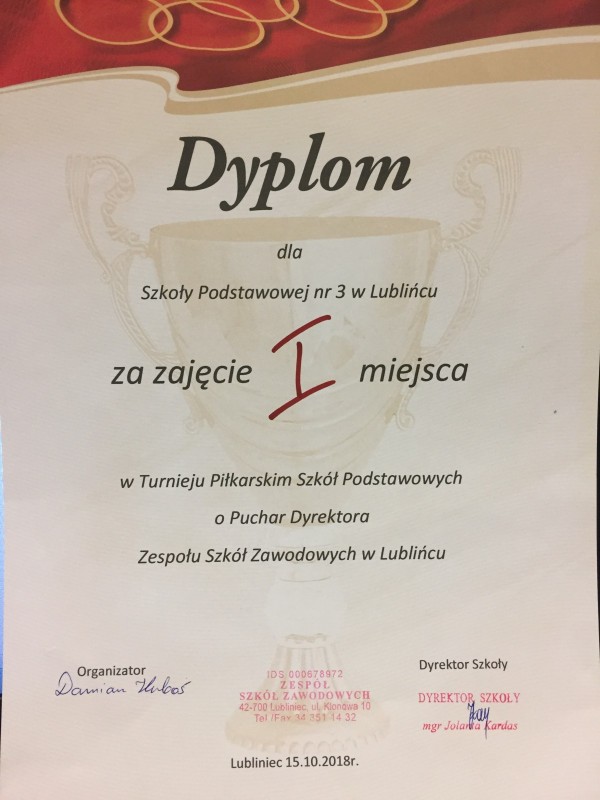 Dyplom
dla
Szkoły Podstawowej nr 3 w Lublińcu
za zajęcie I miejsca
w Turnieju Piłkarskim Szkół Podstawowych
o Puchar Dyrektora
Zespołu Szkół Zawodowych w Lublińcu
Organizator
Damian
IDS 000678972
ZESPÓŁ
SZKÓŁ ZAWODOWYCH
42-700 Lubliniec, ul. Klonowa 10
Tel./Fax 34 351 14 32
Dyrektor Szkoły
DYREKTOR SZKOŁY
mgr Jolanta Kardas
Lubliniec 15.10.2018r.